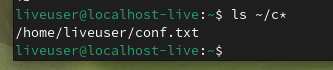 liveuser@localhost-live:~$ ls ~/c*
/home/liveuser/conf.txt
liveuser@localhost-live:~$